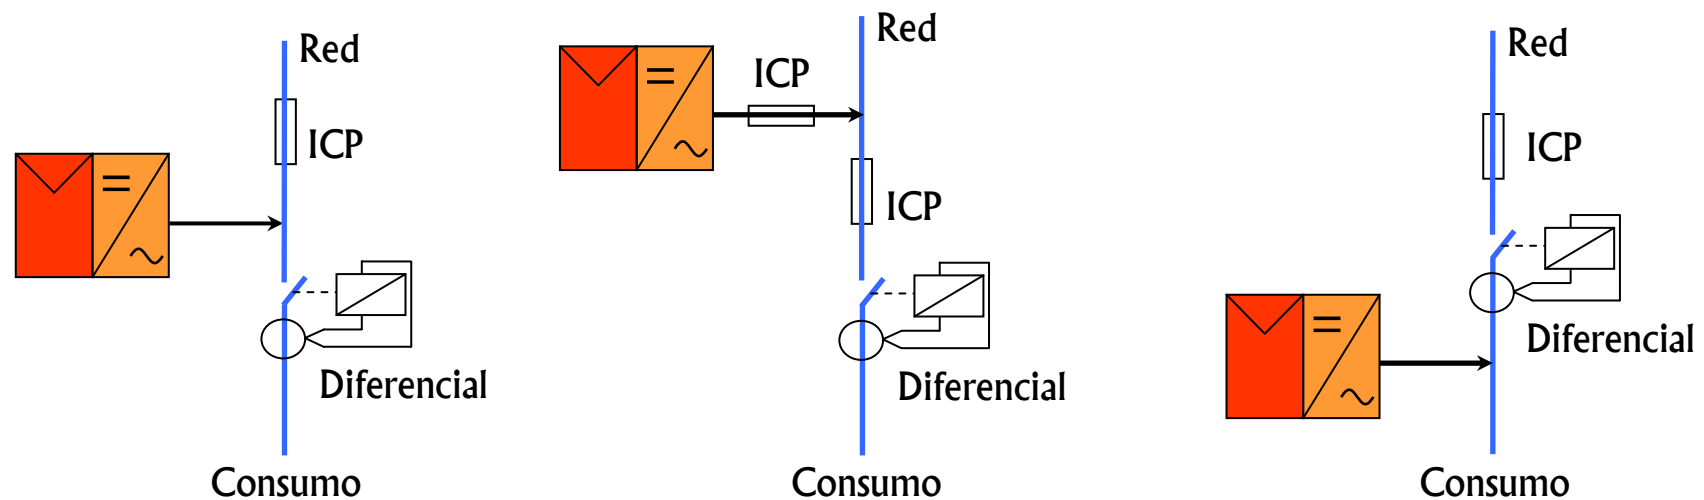 Red
ICP
Diferencial
Consumo
Red
ICP
ICP
Diferencial
Consumo
Red
ICP
Diferencial
Consumo